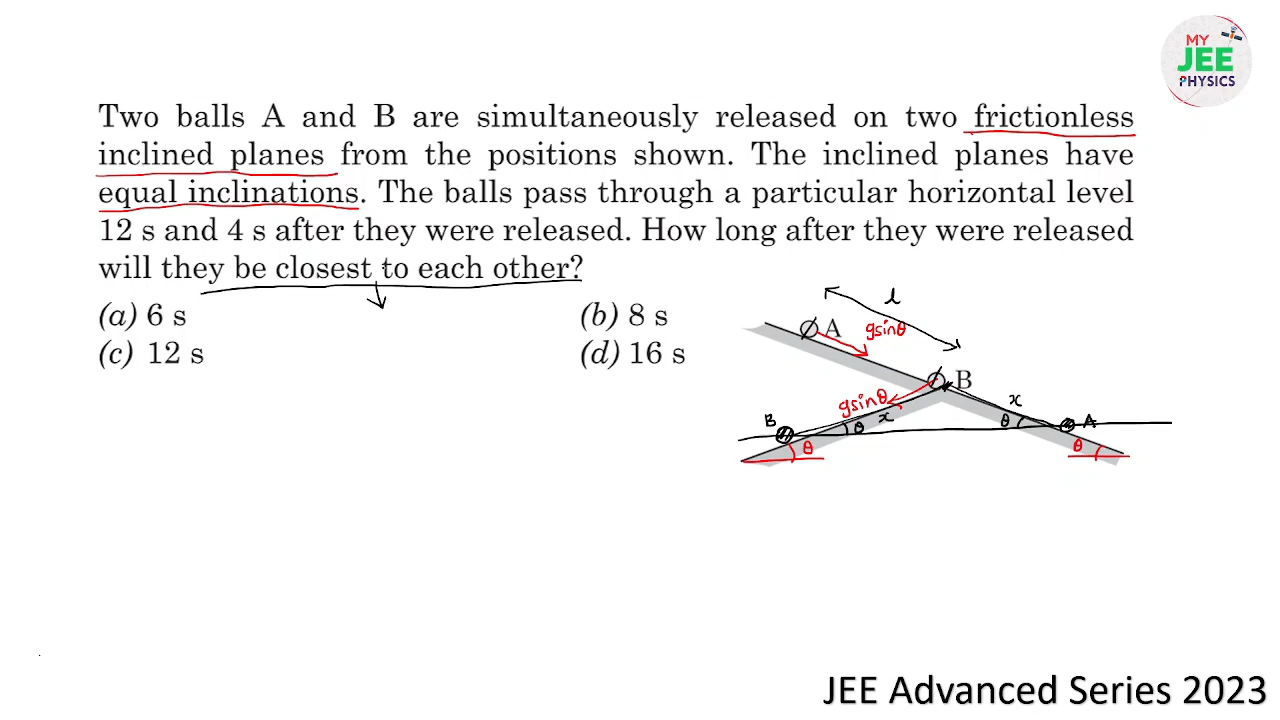 MY
JEE
PHYSICS
Two balls A and B are simultaneously released on two frictionless
inclined planes from the positions shown. The inclined planes have
equal inclinations. The balls pass through a particular horizontal level
12 s and 4 s after they were released. How long after they were released
will they be closest to each other?
(a) 6 s (b) 8 s
(c) 12 s (d) 16 s
l
A gsinθ
B
gsinθ x
B θ x θ A
θ θ
JEE Advanced Series 2023